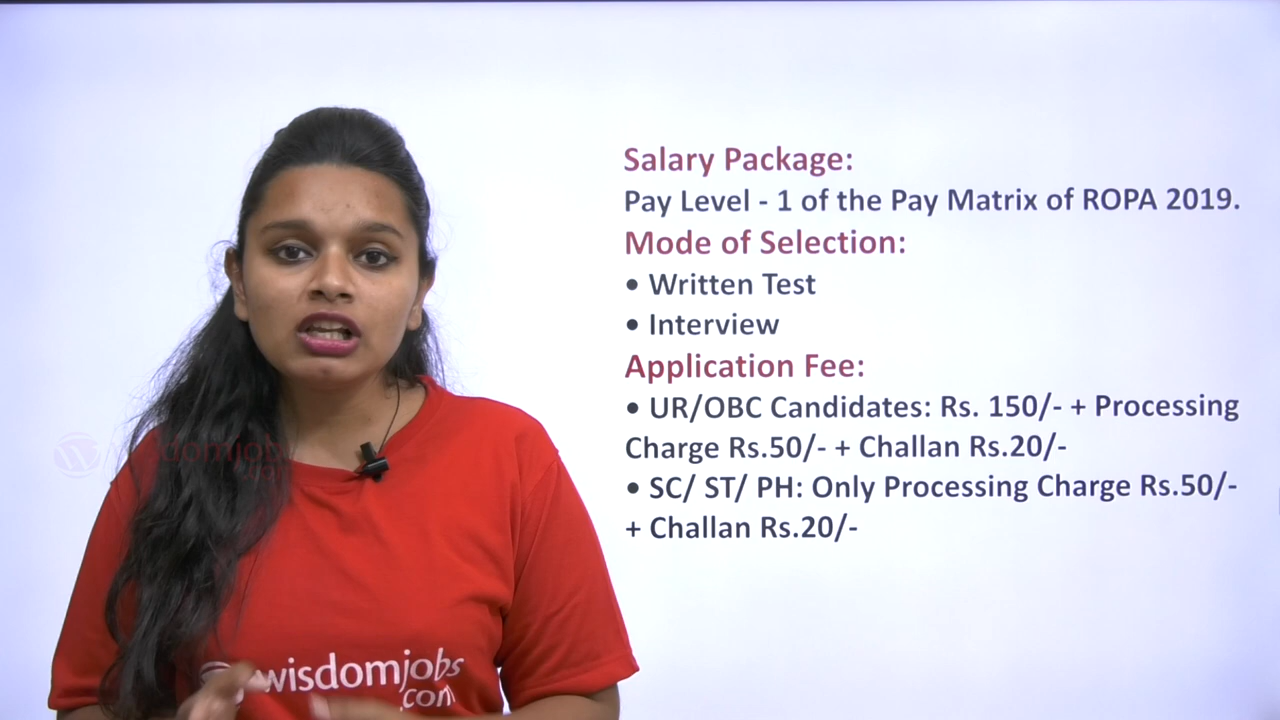 Salary Package:
Pay Level - 1 of the Pay Matrix of ROPA 2019.
Mode of Selection:
• Written Test
• Interview
Application Fee:
• UR/OBC Candidates: Rs. 150/- + Processing
Charge Rs.50/- + Challan Rs.20/-
• SC/ ST/ PH: Only Processing Charge Rs.50/-
+ Challan Rs.20/-
wisdomjobs
.com
wisdomjobs
.com